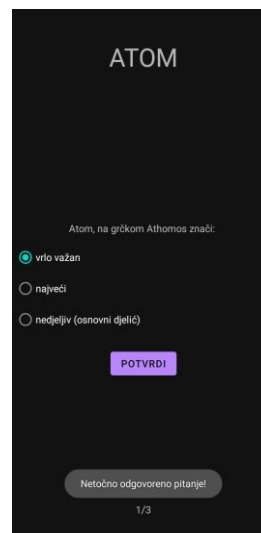 ATOM
Atom, na grčkom Athomos znači:
vrlo važan
najveći
nedjeljiv (osnovni djelić)
POTVRDI
Netočno odgovoreno pitanje!
1/3